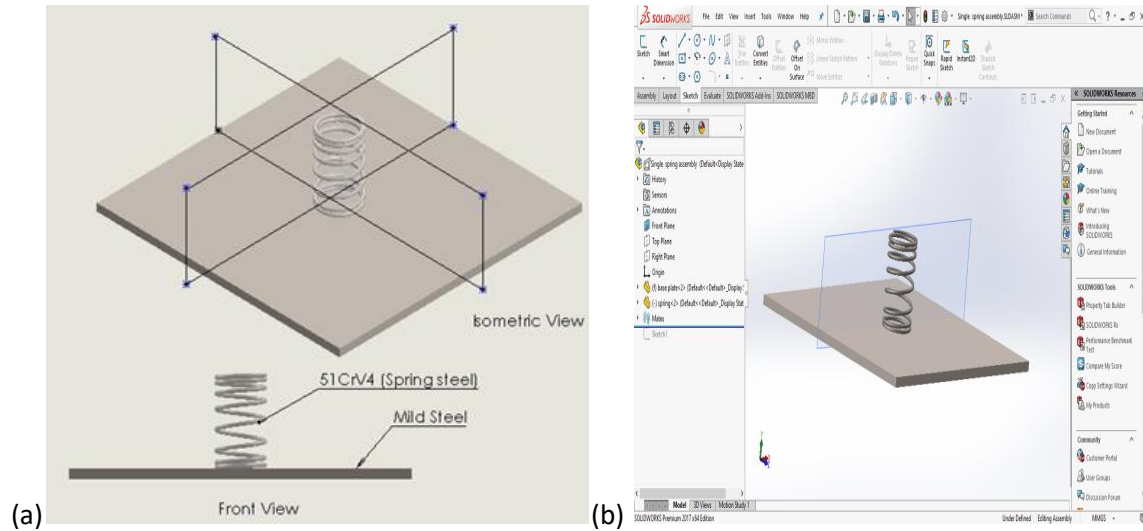 Isometric View
51CrV4 (Spring steel)
Mild Steel
Front View
(a)
SOLIDWORKS File Edit View Insert Tools Window Help
Single spring assembly.SLDASM *
Search Commands
Sketch
Smart Dimension
Trim Entities
Convert Entities
Offset Entities
Offset On Surface
Mirror Entities
Linear Sketch Pattern
Move Entities
Display/Delete Relations
Repair Sketch
Quick Snaps
Rapid Sketch
Instant2D
Shaded Sketch Contours
Assembly Layout Sketch Evaluate SOLIDWORKS Add-Ins SOLIDWORKS MBD
Single spring assembly (Default<Display State
History
Sensors
Annotations
Front Plane
Top Plane
Right Plane
Origin
(f) base plate<2> (Default<<Default>_Display S
(-) spring<2> (Default<<Default>_Display Stat
Mates
Sketch1
SOLIDWORKS Resources
Getting Started
New Document
Open a Document
Tutorials
Online Training
What's New
Introducing
SOLIDWORKS
General Information
SOLIDWORKS Tools
Property Tab Builder
SOLIDWORKS Rx
Performance Benchmark
Test
Compare My Score
Copy Settings Wizard
My Products
Community
Customer Portal
User Groups
Discussion Forum
Model 3D Views Motion Study 1
SOLIDWORKS Premium 2017 x64 Edition
Under Defined Editing Assembly MMGS
(b)